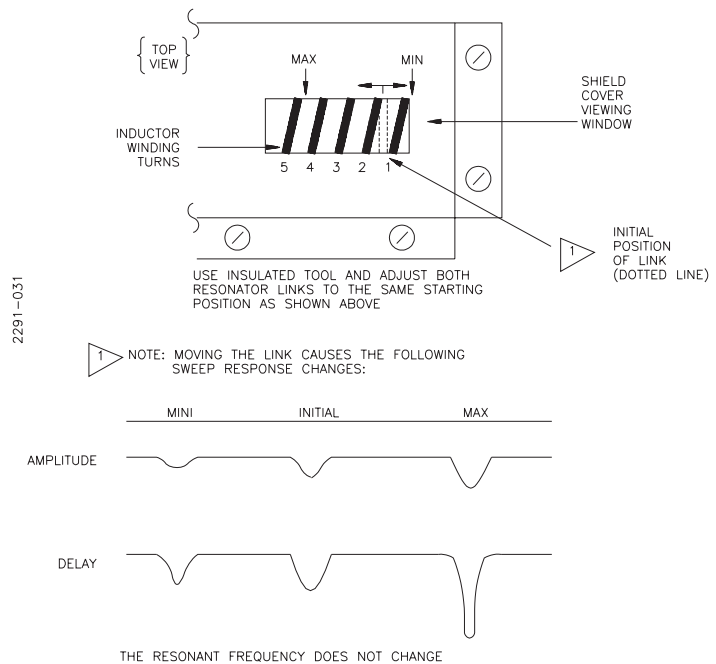 TOP
VIEW
MAX
MIN
SHIELD
COVER
VIEWING
WINDOW
INDUCTOR
WINDING
TURNS
5 4 3 2 1
1
INITIAL
POSITION
OF LINK
(DOTTED LINE)
USE INSULATED TOOL AND ADJUST BOTH
RESONATOR LINKS TO THE SAME STARTING
POSITION AS SHOWN ABOVE
2291-031
1 NOTE: MOVING THE LINK CAUSES THE FOLLOWING
SWEEP RESPONSE CHANGES:
MINI INITIAL MAX
AMPLITUDE
DELAY
THE RESONANT FREQUENCY DOES NOT CHANGE